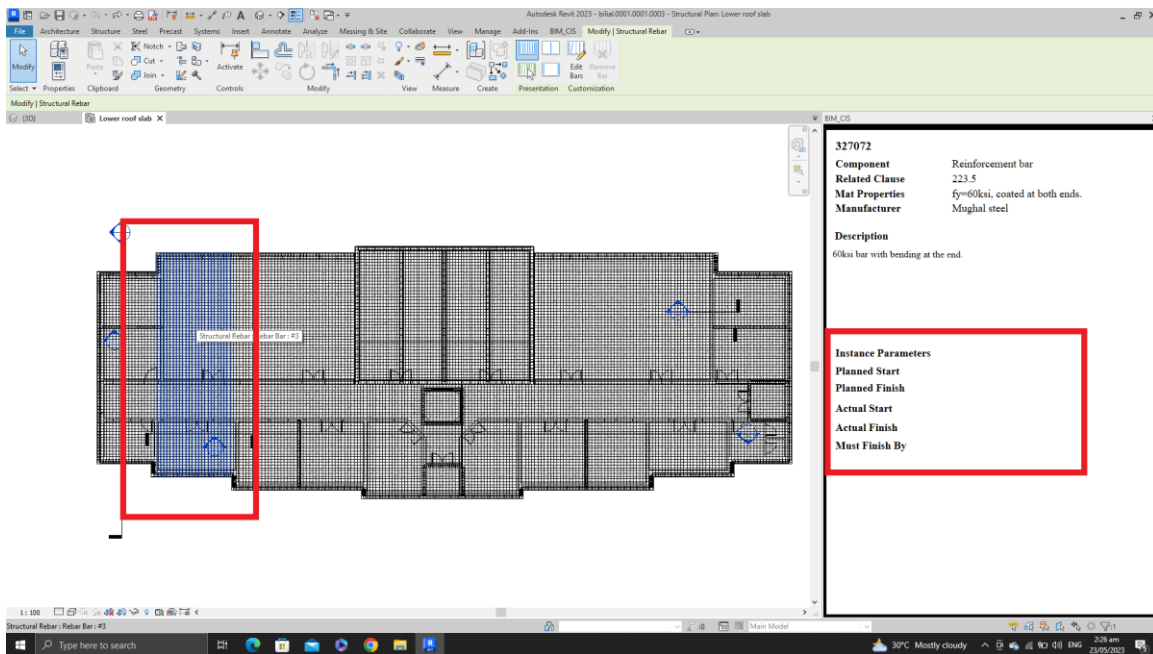 Autodesk Revit 2023 - bilial.0001.0001.0003 - Structural Plan: Lower roof slab
File Architecture Structure Steel Precast Systems Insert Annotate Analyze Massing & Site Collaborate View Manage Add-Ins BIM_CIS Modify | Structural Rebar
Modify
Paste
Notch
Cut
Join
Activate
Edit Bars
Remove Bar
Select Properties Clipboard Geometry Controls Modify View Measure Create Presentation Customization
Modify | Structural Rebar
(3D)
Lower roof slab
BIM_CIS
327072
Component Reinforcement bar
Related Clause 223.5
Mat Properties fy=60ksi, coated at both ends.
Manufacturer Mughal steel
Description
60ksi bar with bending at the end.
Structural Rebar : Rebar Bar : #3
Instance Parameters
Planned Start
Planned Finish
Actual Start
Actual Finish
Must Finish By
1 : 100
Structural Rebar : Rebar Bar : #3
:0
Main Model
:1
Type here to search
30°C Mostly cloudy
ENG
2:26 am
23/05/2023